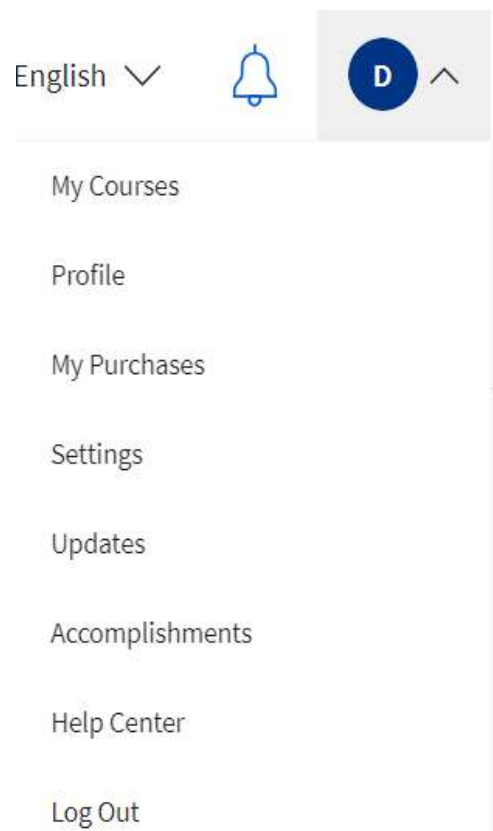 English
D
My Courses
Profile
My Purchases
Settings
Updates
Accomplishments
Help Center
Log Out